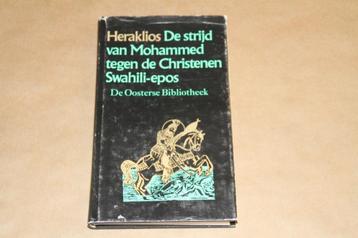 Heraklios De strijd
van Mohammed
tegen de Christenen
Swahili-epos
De Oosterse Bibliotheek